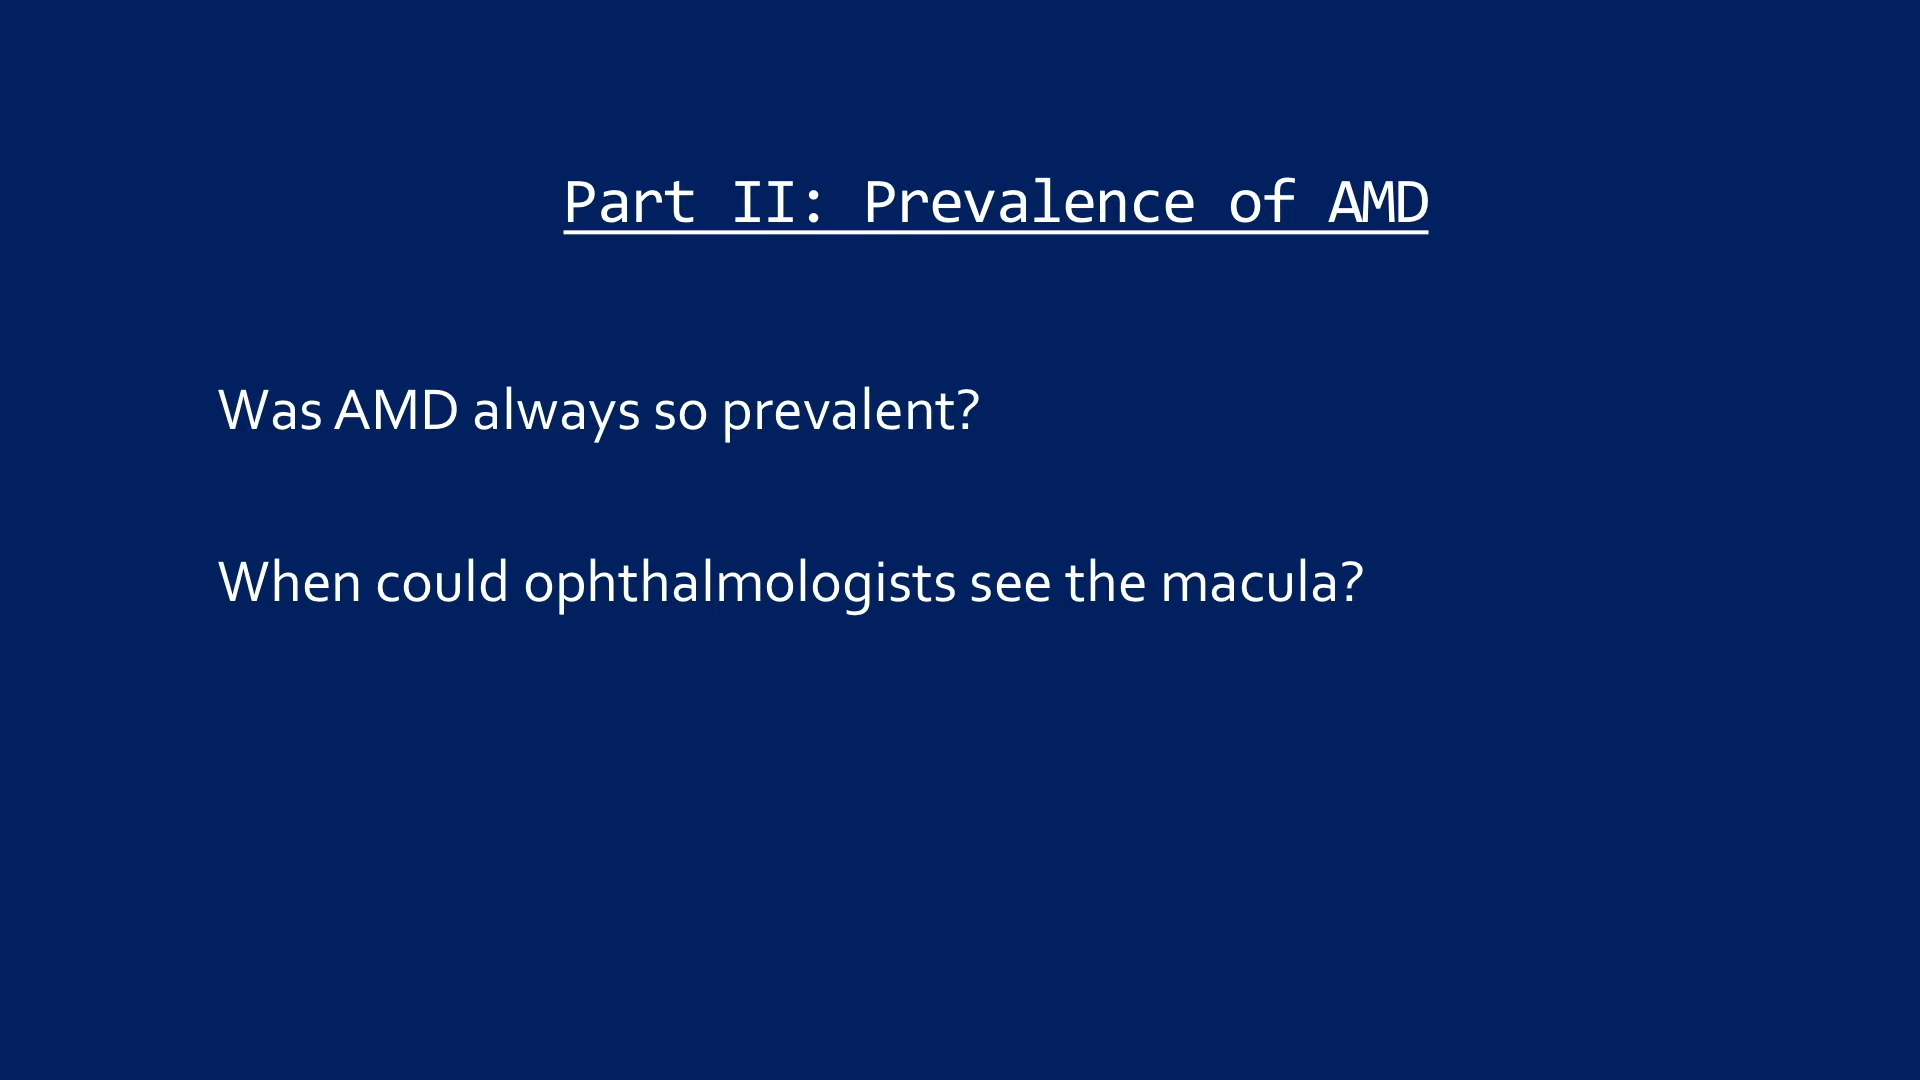 Part II: Prevalence of AMD
Was AMD always so prevalent?
When could ophthalmologists see the macula?